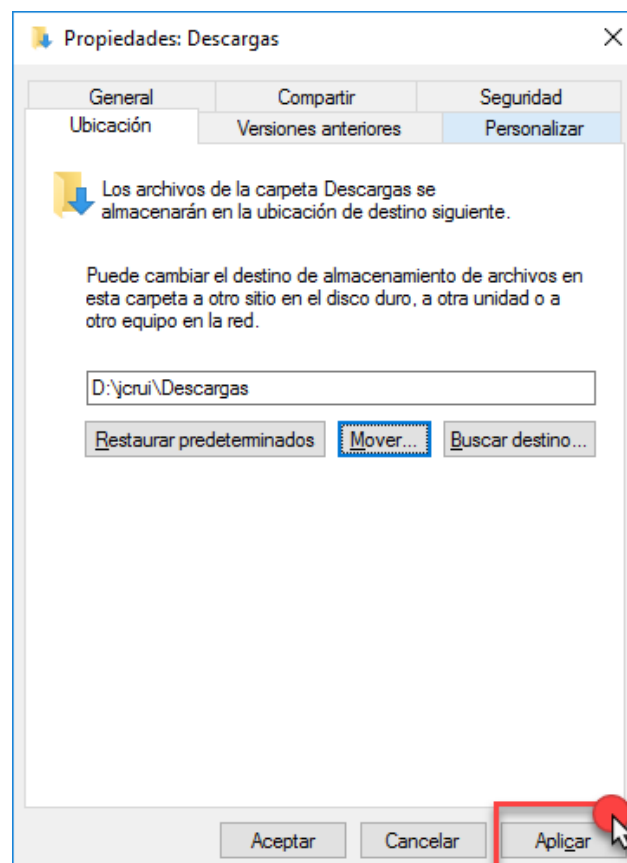 Propiedades: Descargas
General Compartir Seguridad
Ubicación Versiones anteriores Personalizar
Los archivos de la carpeta Descargas se
almacenarán en la ubicación de destino siguiente.
Puede cambiar el destino de almacenamiento de archivos en
esta carpeta a otro sitio en el disco duro, a otra unidad o a
otro equipo en la red.
D:\jcrui\Descargas
Restaurar predeterminados Mover... Buscar destino...
Aceptar Cancelar Aplicar